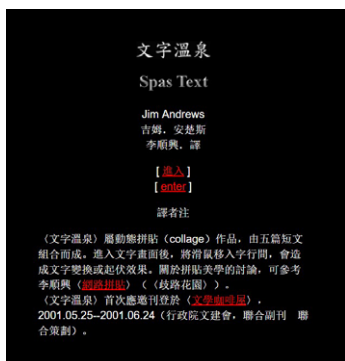 文字溫泉
Spas Text
Jim Andrews
吉姆．安楚斯
李順興．譯
[ 進入 ]
[ enter ]
譯者注
〈文字溫泉〉屬動態拼貼（collage）作品，由五篇短文
組合而成。進入文字畫面後，將滑鼠移入字行間，會造
成文字變換或起伏效果。關於拼貼美學的討論，可參考
李順興〈網路拼貼〉（〈歧路花園〉）。
〈文字溫泉〉首次應邀刊登於〈文學咖啡屋〉，
2001.05.25--2001.06.24（行政院文建會，聯合副刊　聯
合策劃）。